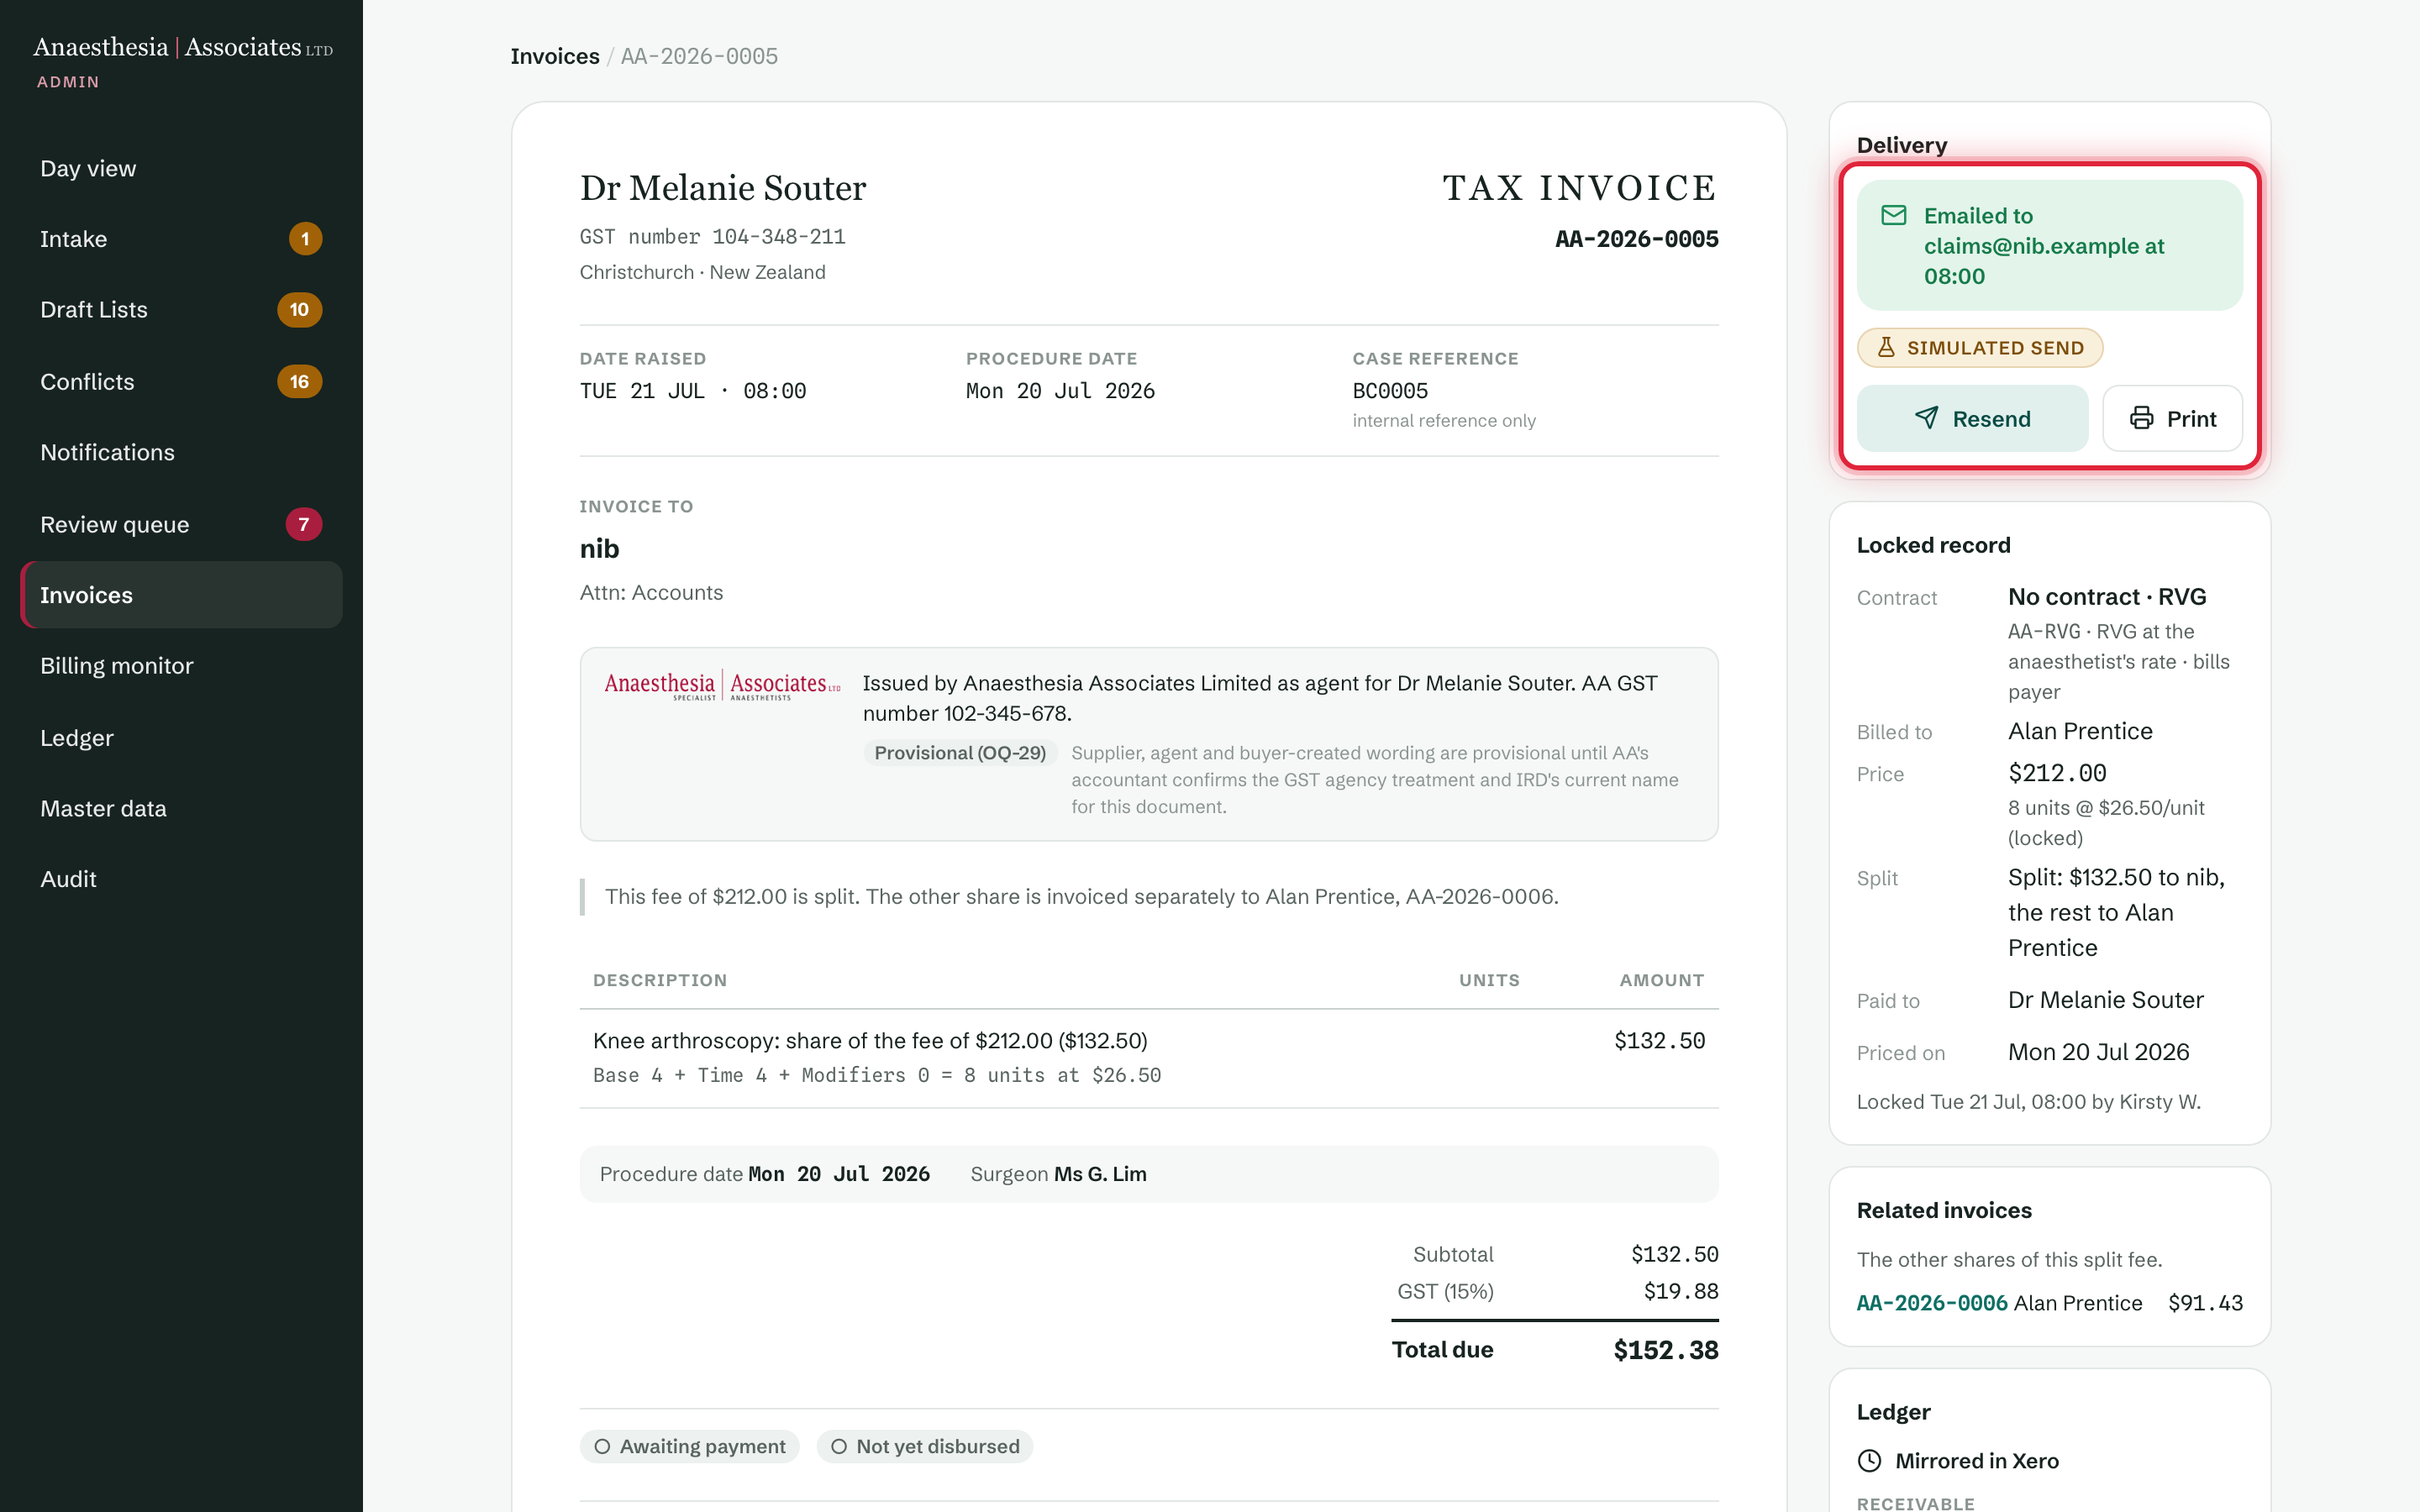 Anaesthesia | Associates LTD
ADMIN
Day view
Intake 1
Draft Lists 10
Conflicts 16
Notifications
Review queue 7
Invoices
Billing monitor
Ledger
Master data
Audit
Invoices / AA-2026-0005
Dr Melanie Souter
TAX INVOICE
GST number 104-348-211
AA-2026-0005
Christchurch · New Zealand
DATE RAISED
TUE 21 JUL · 08:00
PROCEDURE DATE
Mon 20 Jul 2026
CASE REFERENCE
BC0005
internal reference only
INVOICE TO
nib
Attn: Accounts
Anaesthesia | Associates LTD
SPECIALIST ANAESTHETISTS
Issued by Anaesthesia Associates Limited as agent for Dr Melanie Souter. AA GST
number 102-345-678.
Provisional (OQ-29)
Supplier, agent and buyer-created wording are provisional until AA's
accountant confirms the GST agency treatment and IRD's current name
for this document.
This fee of $212.00 is split. The other share is invoiced separately to Alan Prentice, AA-2026-0006.
DESCRIPTION UNITS AMOUNT
Knee arthroscopy: share of the fee of $212.00 ($132.50) $132.50
Base 4 + Time 4 + Modifiers 0 = 8 units at $26.50
Procedure date Mon 20 Jul 2026 Surgeon Ms G. Lim
Subtotal $132.50
GST (15%) $19.88
Total due $152.38
Awaiting payment
Not yet disbursed
Delivery
Emailed to
claims@nib.example at
08:00
SIMULATED SEND
Resend
Print
Locked record
Contract No contract · RVG
AA-RVG · RVG at the
anaesthetist's rate · bills
payer
Billed to Alan Prentice
Price $212.00
8 units @ $26.50/unit
(locked)
Split Split: $132.50 to nib,
the rest to Alan
Prentice
Paid to Dr Melanie Souter
Priced on Mon 20 Jul 2026
Locked Tue 21 Jul, 08:00 by Kirsty W.
Related invoices
The other shares of this split fee.
AA-2026-0006 Alan Prentice $91.43
Ledger
Mirrored in Xero
RECEIVABLE